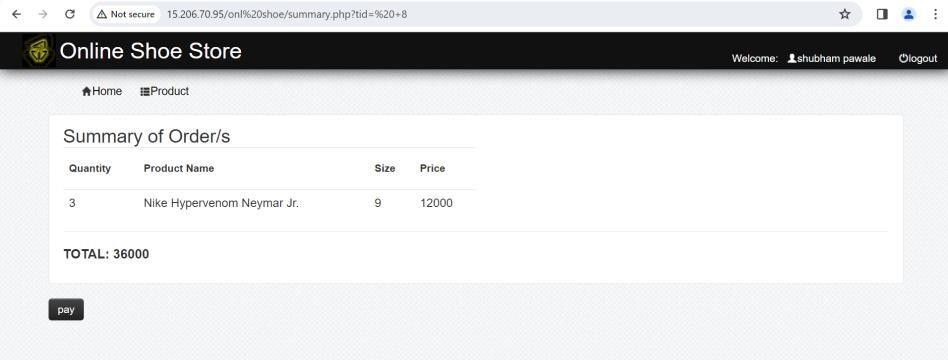 Not secure 15.206.70.95/onl%20shoe/summary.php?tid=%20+8
Online Shoe Store
Welcome: shubham pawale logout
Home Product
Summary of Order/s
Quantity Product Name Size Price
3 Nike Hypervenom Neymar Jr. 9 12000
TOTAL: 36000
pay